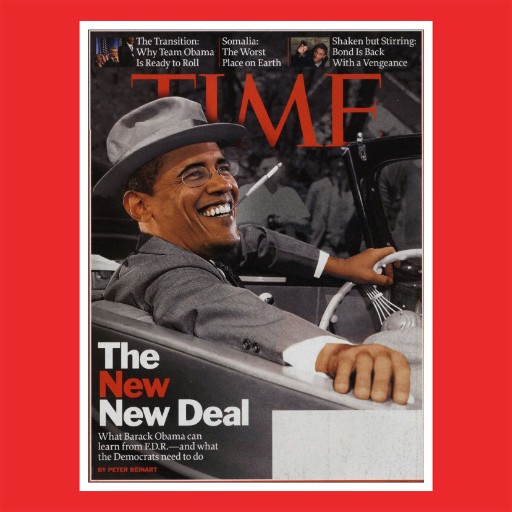 The Transition:
Why Team Obama
Is Ready to Roll
Somalia:
The Worst
Place on Earth
Shaken but Stirring:
Bond Is Back
With a Vengeance
TIME
The
New
New Deal
What Barack Obama can
learn from F.D.R.—and what
the Democrats need to do
BY PETER BEINART